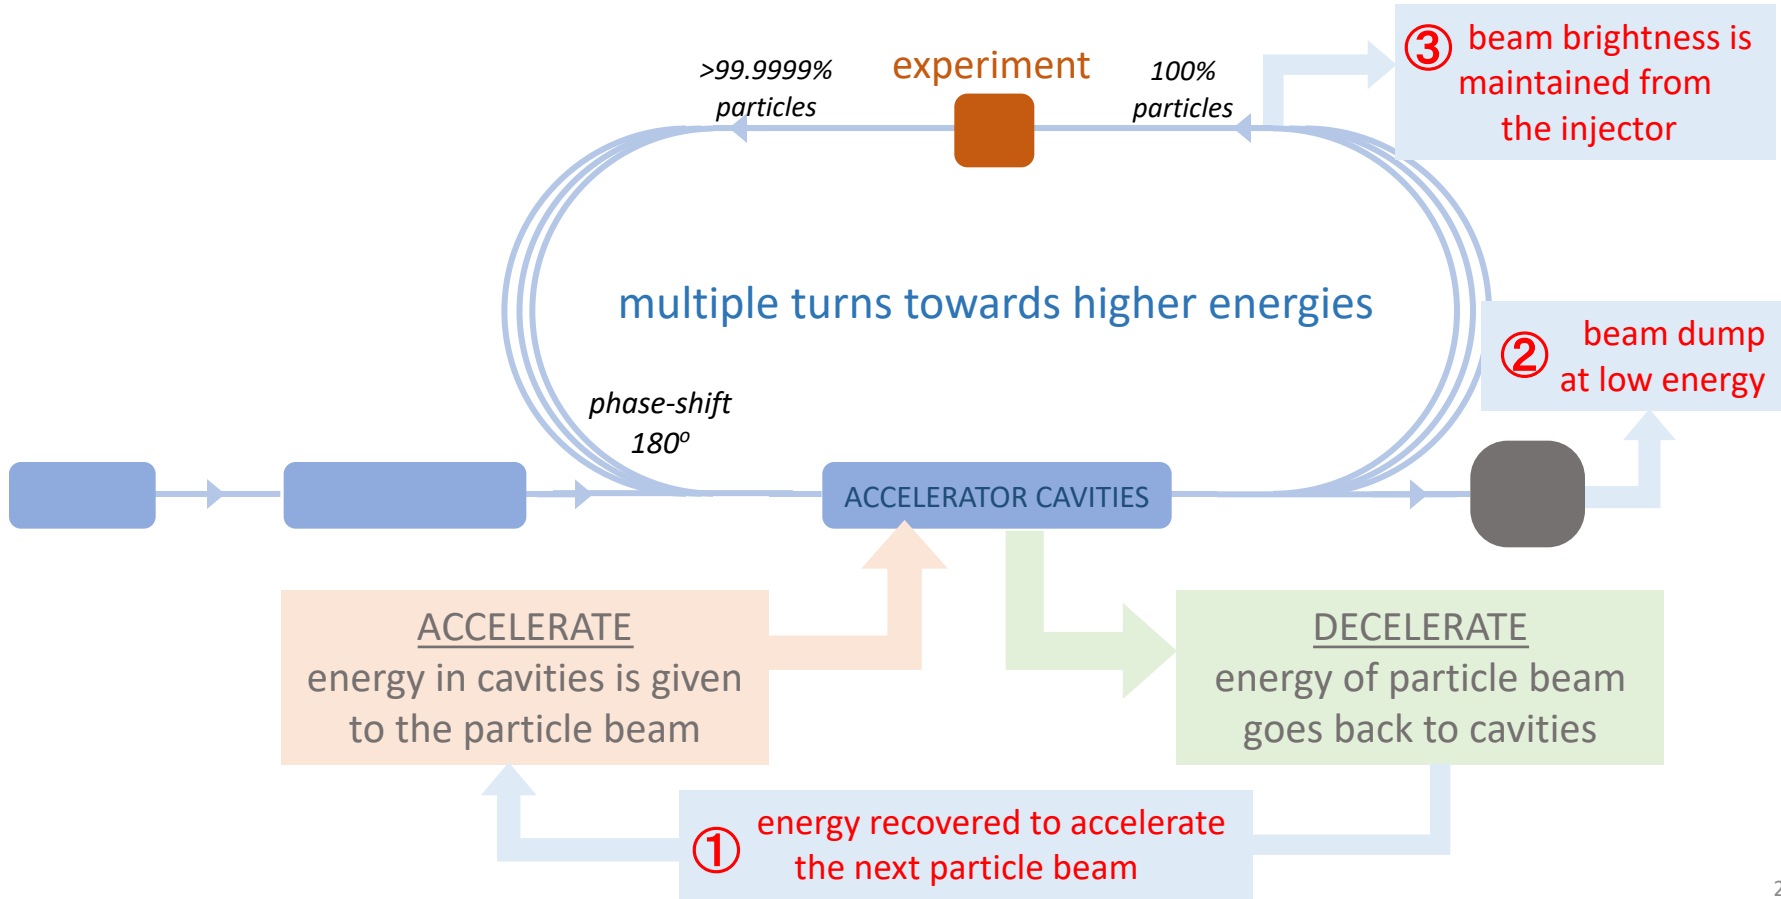 ③ beam brightness is
maintained from
the injector
>99.9999%
particles
experiment
100%
particles
multiple turns towards higher energies
② beam dump
at low energy
phase-shift
180º
ACCELERATOR CAVITIES
ACCELERATE
energy in cavities is given
to the particle beam
DECELERATE
energy of particle beam
goes back to cavities
① energy recovered to accelerate
the next particle beam
2